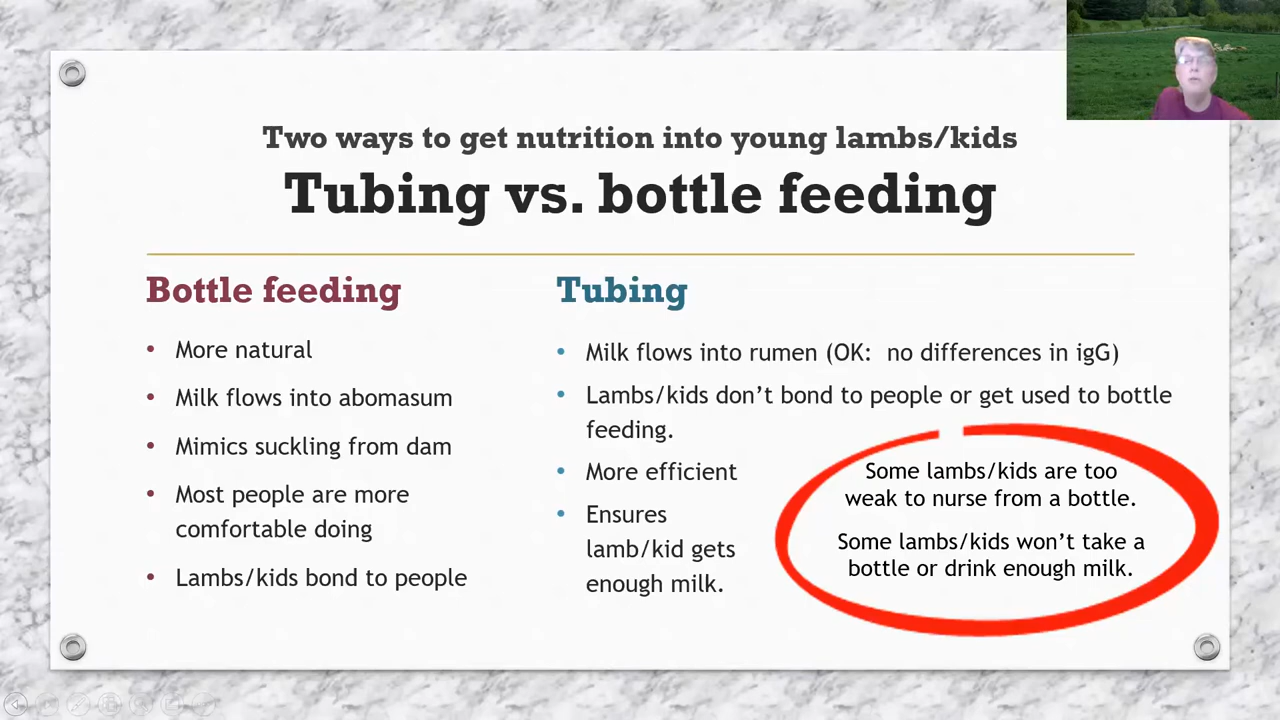 Two ways to get nutrition into young lambs/kids
Tubing vs. bottle feeding
Bottle feeding
• More natural
• Milk flows into abomasum
• Mimics suckling from dam
• Most people are more
comfortable doing
• Lambs/kids bond to people
Tubing
• Milk flows into rumen (OK:  no differences in igG)
• Lambs/kids don’t bond to people or get used to bottle
feeding.
• More efficient
• Ensures
lamb/kid gets
enough milk.
Some lambs/kids are too
weak to nurse from a bottle.
Some lambs/kids won’t take a
bottle or drink enough milk.